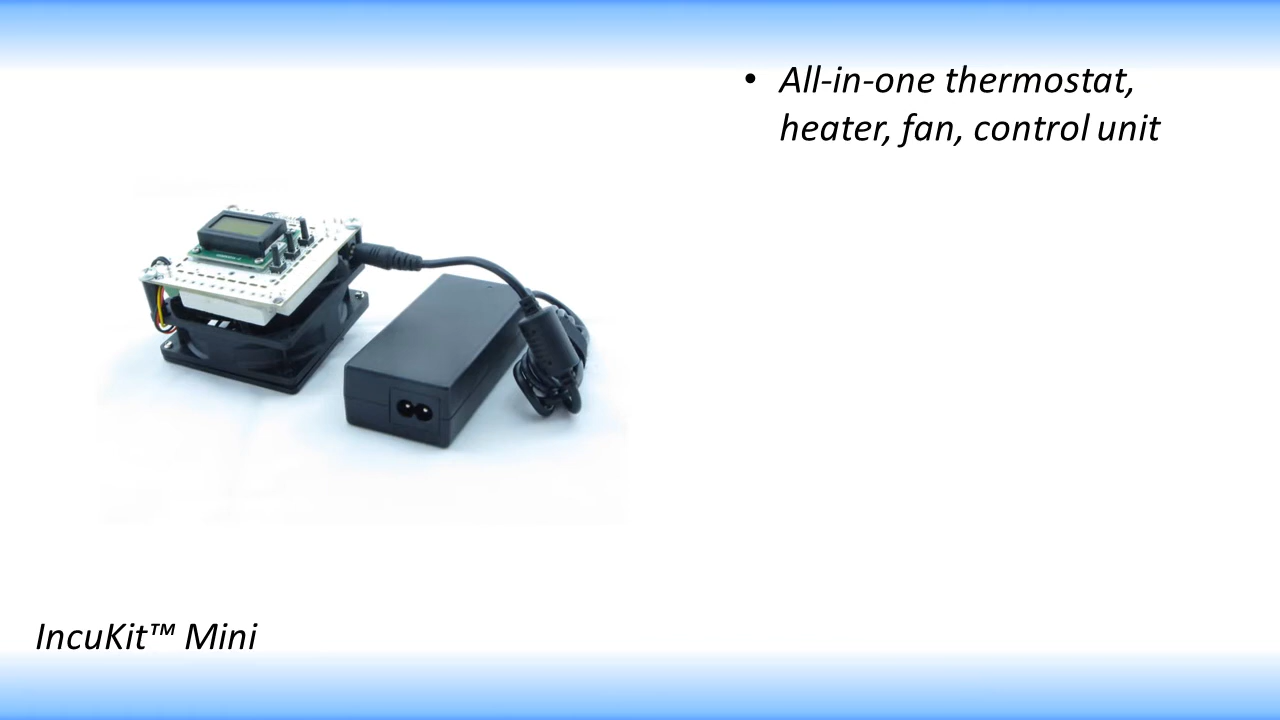 • All-in-one thermostat,
heater, fan, control unit
IncuKit™ Mini